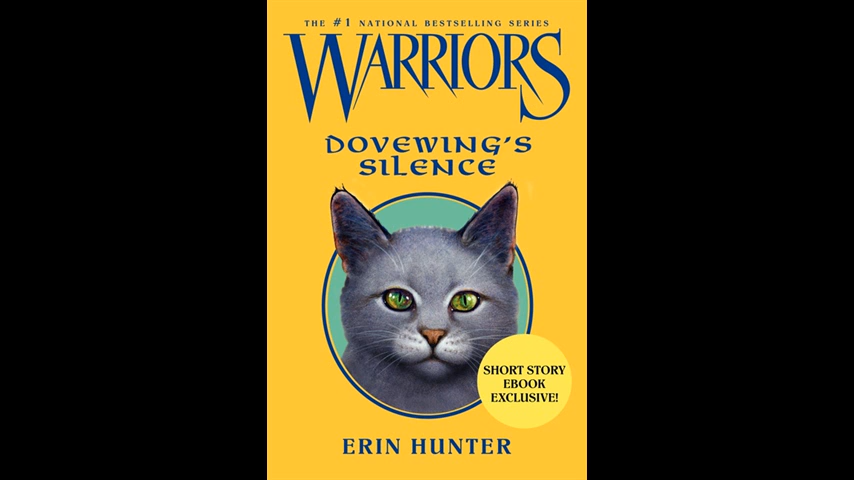 THE #1 NATIONAL BESTSELLING SERIES
WARRIORS
DOVEWING'S
SILENCE
SHORT STORY
EBOOK
EXCLUSIVE!
ERIN HUNTER